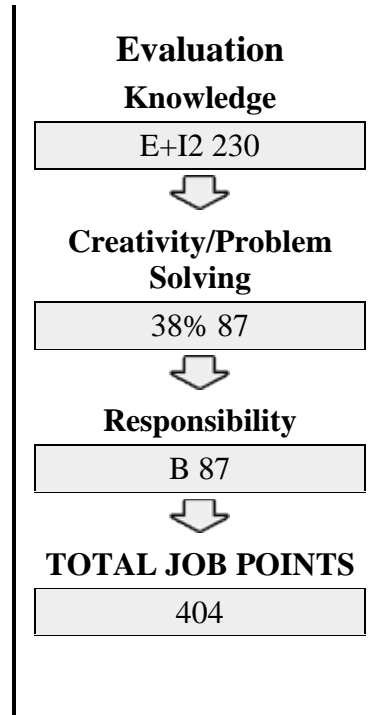 Evaluation
Knowledge
E+I2 230
Creativity/Problem
Solving
38% 87
Responsibility
B 87
TOTAL JOB POINTS
404